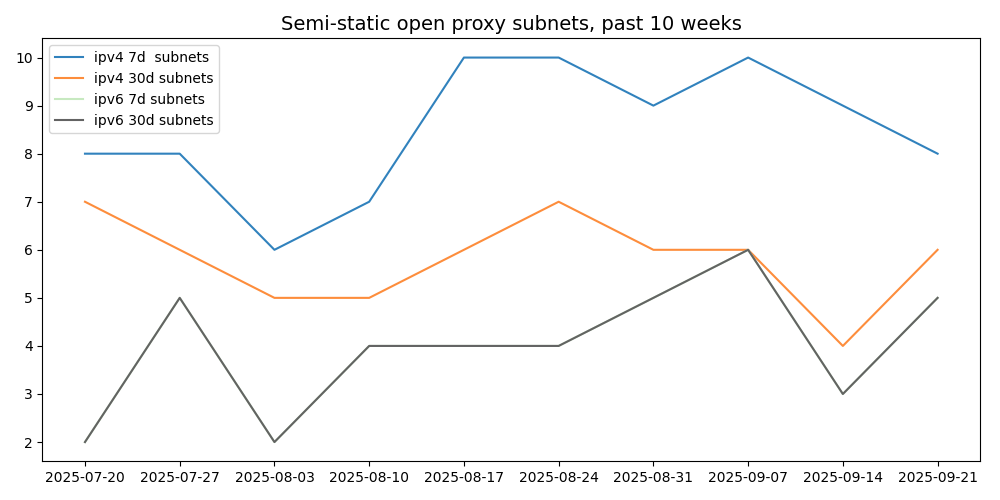 Semi-static open proxy subnets, past 10 weeks
ipv4 7d  subnets
ipv4 30d subnets
ipv6 7d subnets
ipv6 30d subnets
10
9
8
7
6
5
4
3
2
2025-07-20 2025-07-27 2025-08-03 2025-08-10 2025-08-17 2025-08-24 2025-08-31 2025-09-07 2025-09-14 2025-09-21